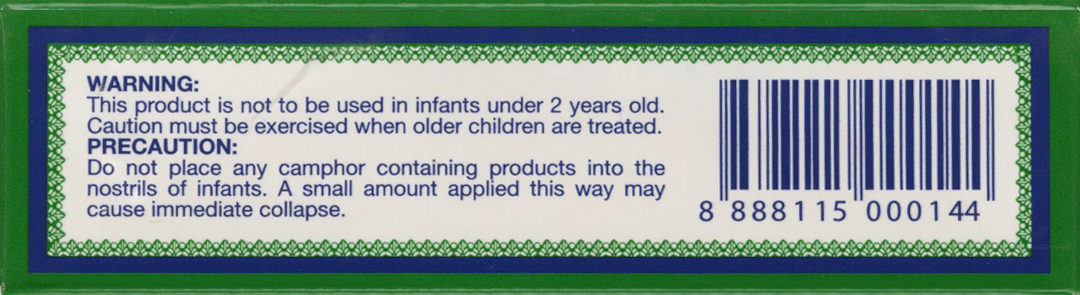 WARNING:
This product is not to be used in infants under 2 years old.
Caution must be exercised when older children are treated.
PRECAUTION:
Do not place any camphor containing products into the
nostrils of infants. A small amount applied this way may
cause immediate collapse.
8 888115 000144